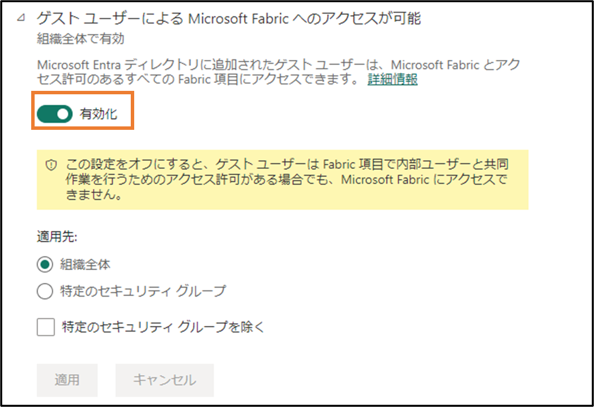 ゲスト ユーザーによる Microsoft Fabric へのアクセスが可能
組織全体で有効
Microsoft Entra ディレクトリに追加されたゲスト ユーザーは、Microsoft Fabric とアク
セス許可のあるすべての Fabric 項目にアクセスできます。 詳細情報
有効化
この設定をオフにすると、ゲスト ユーザーは Fabric 項目で内部ユーザーと共同
作業を行うためのアクセス許可がある場合でも、Microsoft Fabric にアクセスで
きません。
適用先:
組織全体
特定のセキュリティ グループ
特定のセキュリティ グループを除く
適用
キャンセル